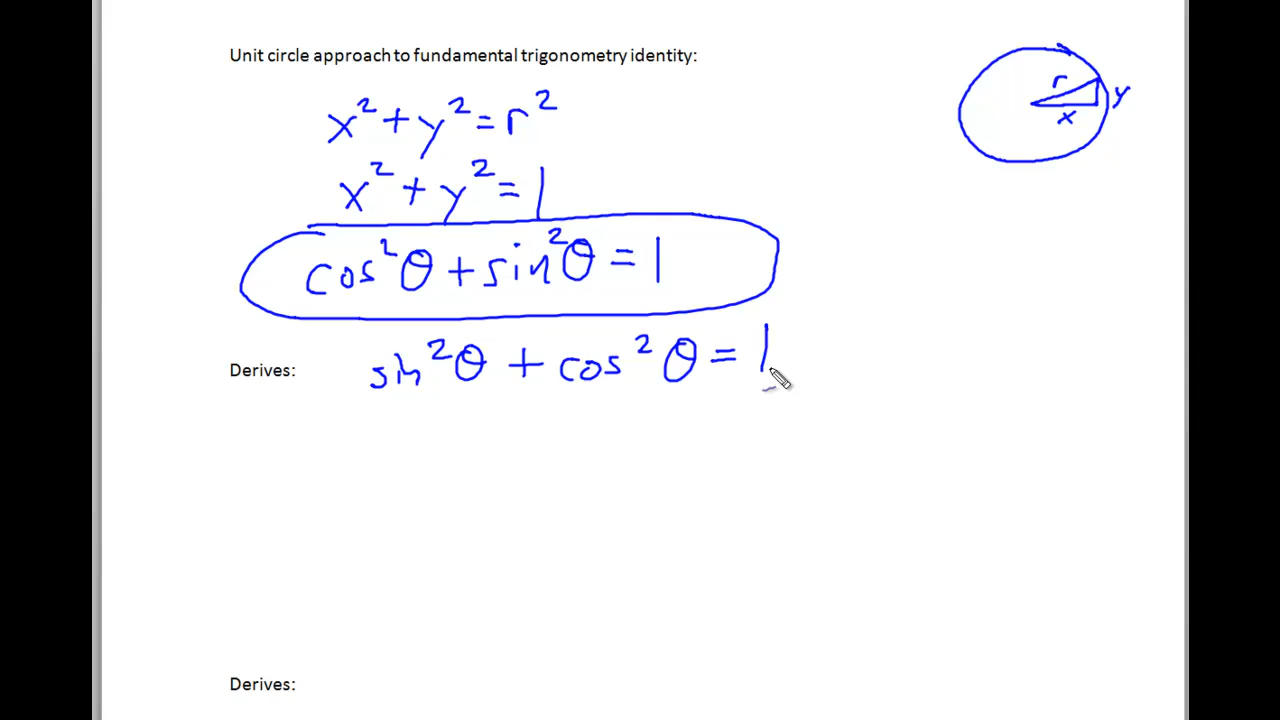 Unit circle approach to fundamental trigonometry identity:
x² + y² = r²
r
y
x
x² + y² = 1
cos²θ + sin²θ = 1
Derives: sin²θ + cos²θ = 1
Derives: